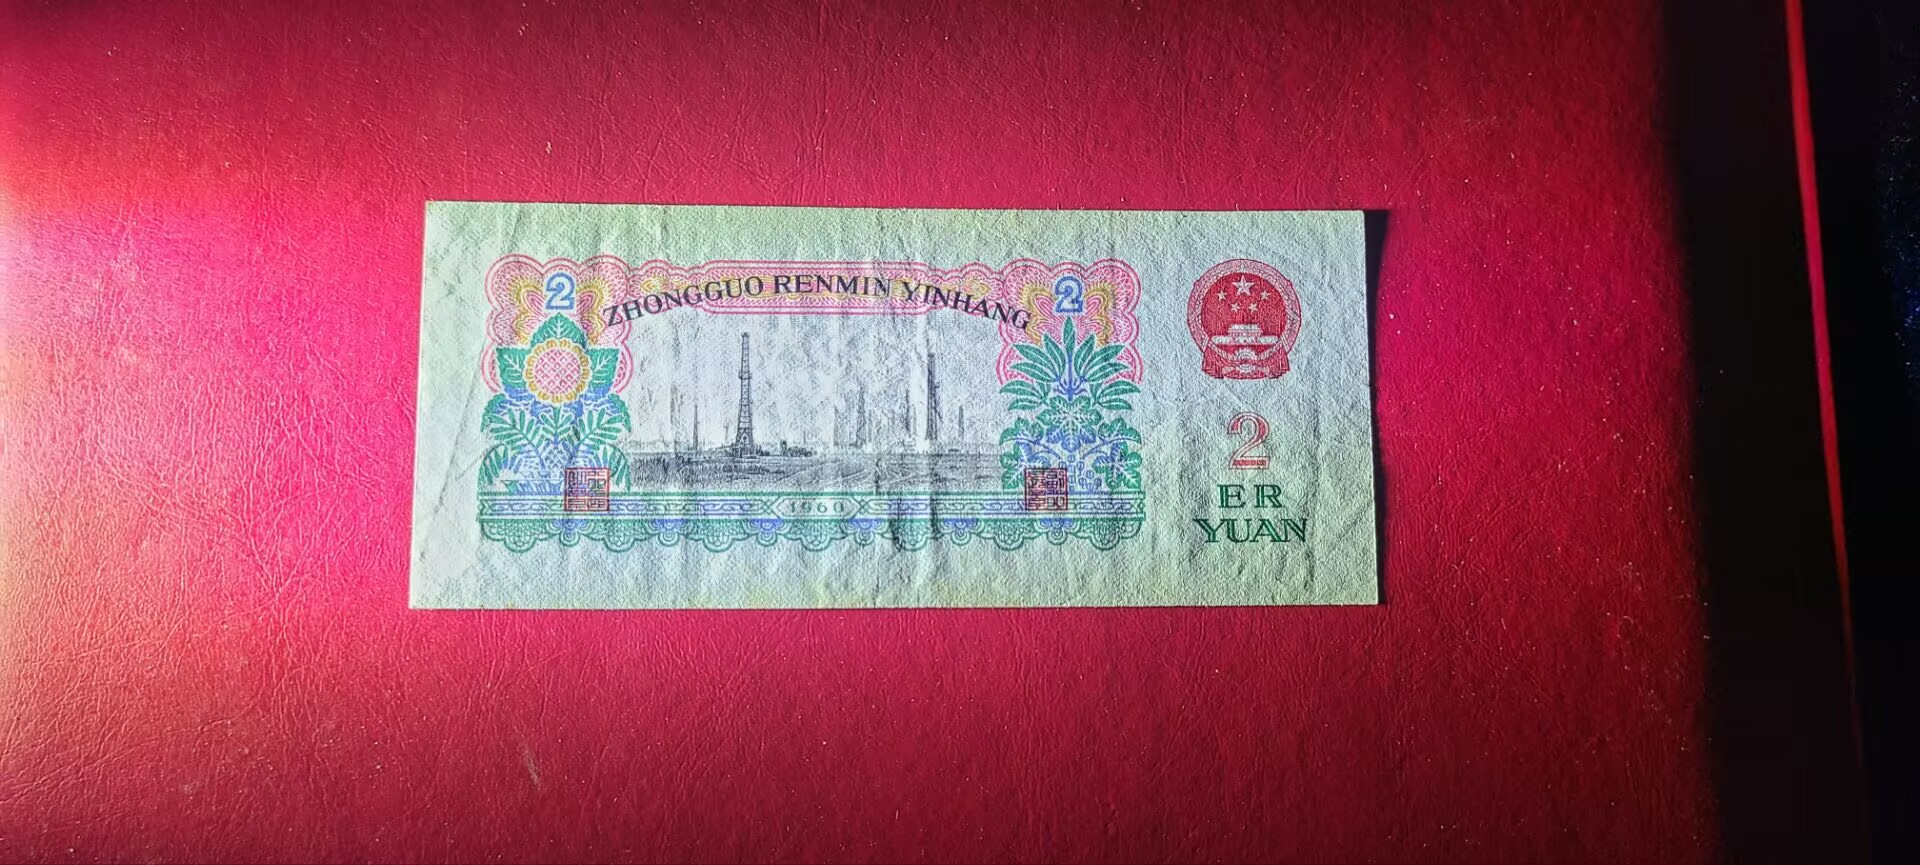 2
ZHONGGUO RENMIN YINHANG
2
1960
2
ER
YUAN